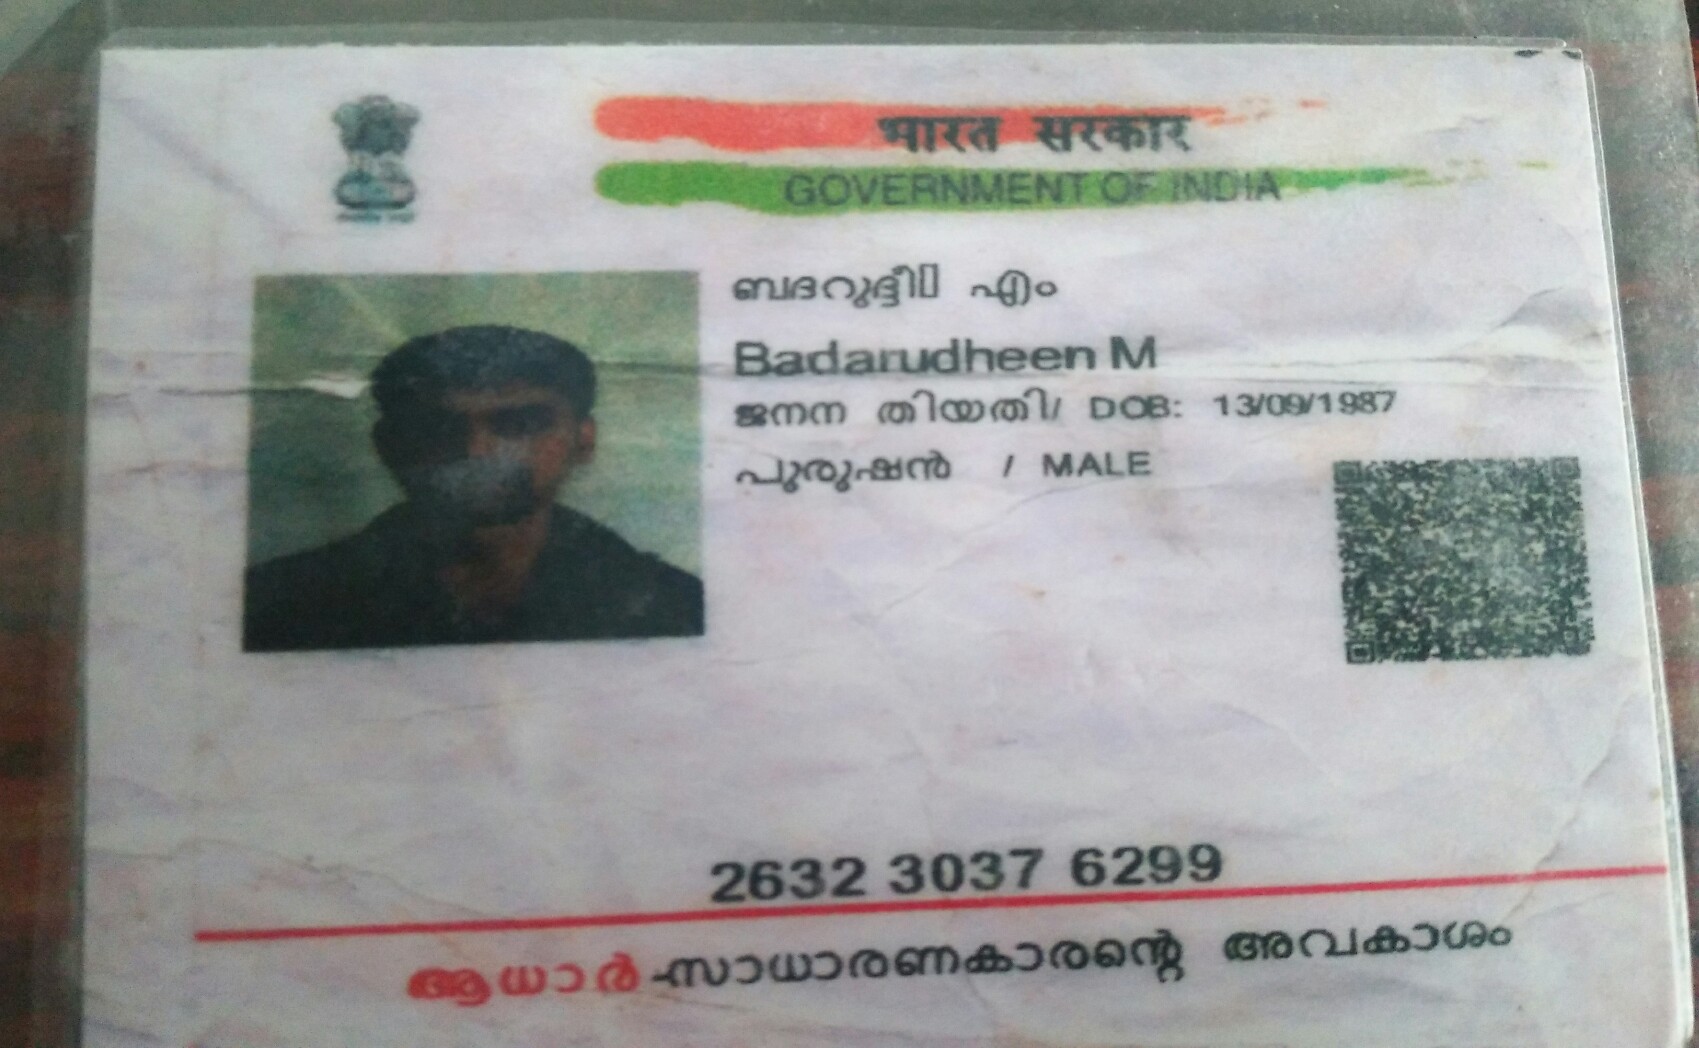 भारत सरकार
GOVERNMENT OF INDIA
ബദറുദ്ദീ▯ എം
Badarudheen M
ജനന തിയതി/ DOB: 13/09/1987
പുരുഷൻ / MALE
2632 3037 6299
ആധാർ-സാധാരണകാരന്റെ അവകാശം